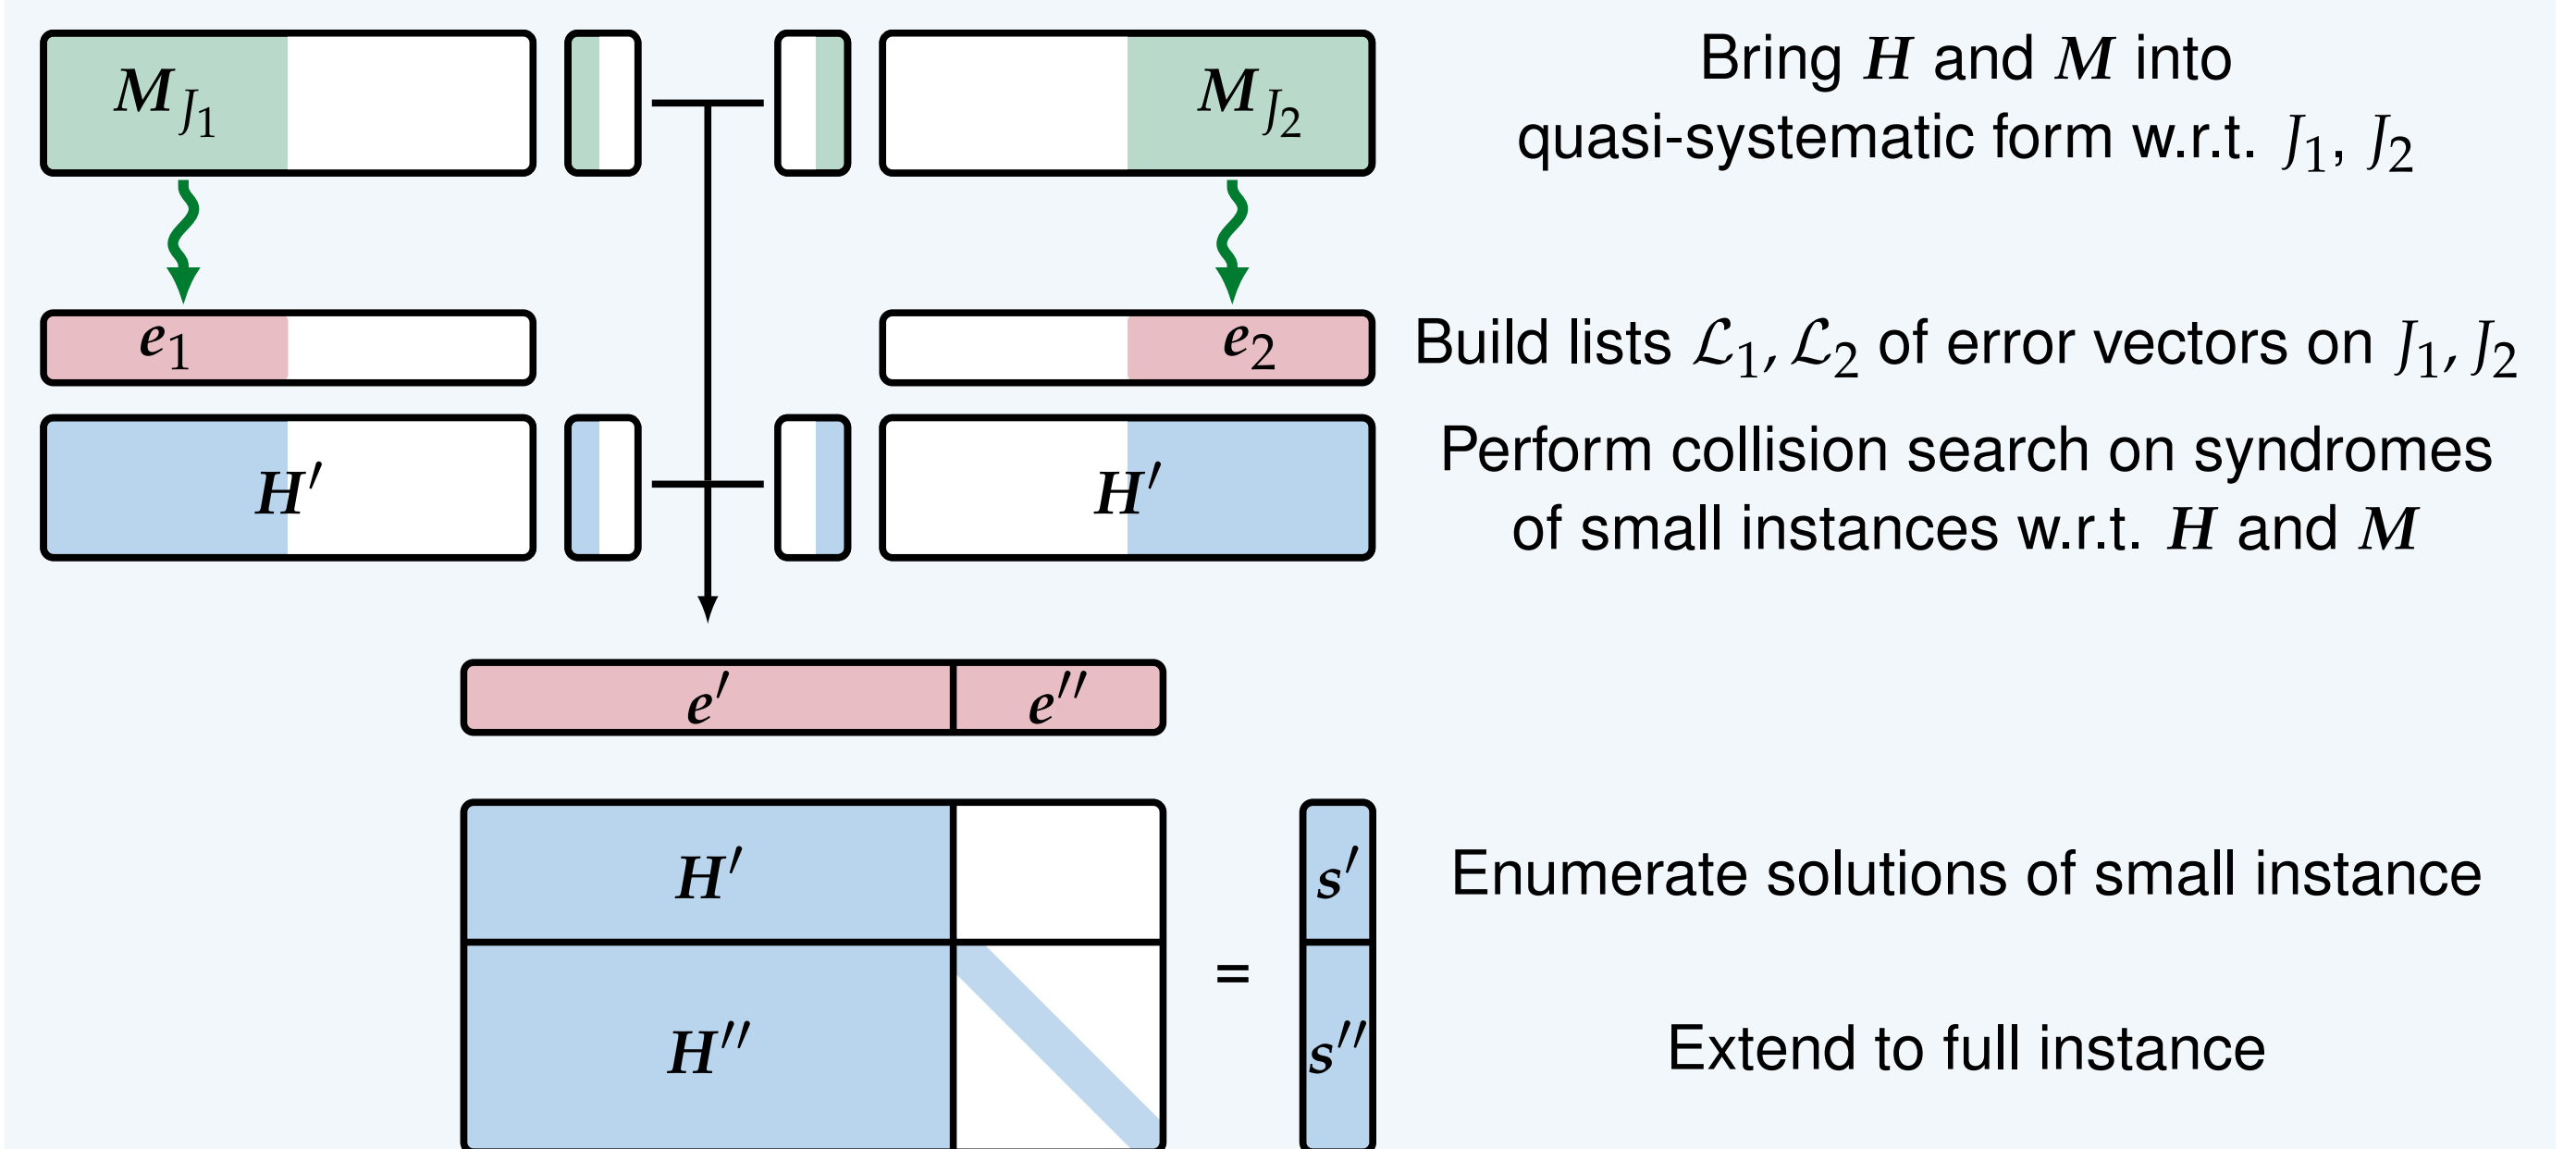 M_{J_1} M_{J_2} Bring H and M into
quasi-systematic form w.r.t. J_1, J_2
e_1 e_2 Build lists ℒ_1, ℒ_2 of error vectors on J_1, J_2
Perform collision search on syndromes
H′ H′ of small instances w.r.t. H and M
e′ e″
H′ s′ Enumerate solutions of small instance
=
H″ s″ Extend to full instance